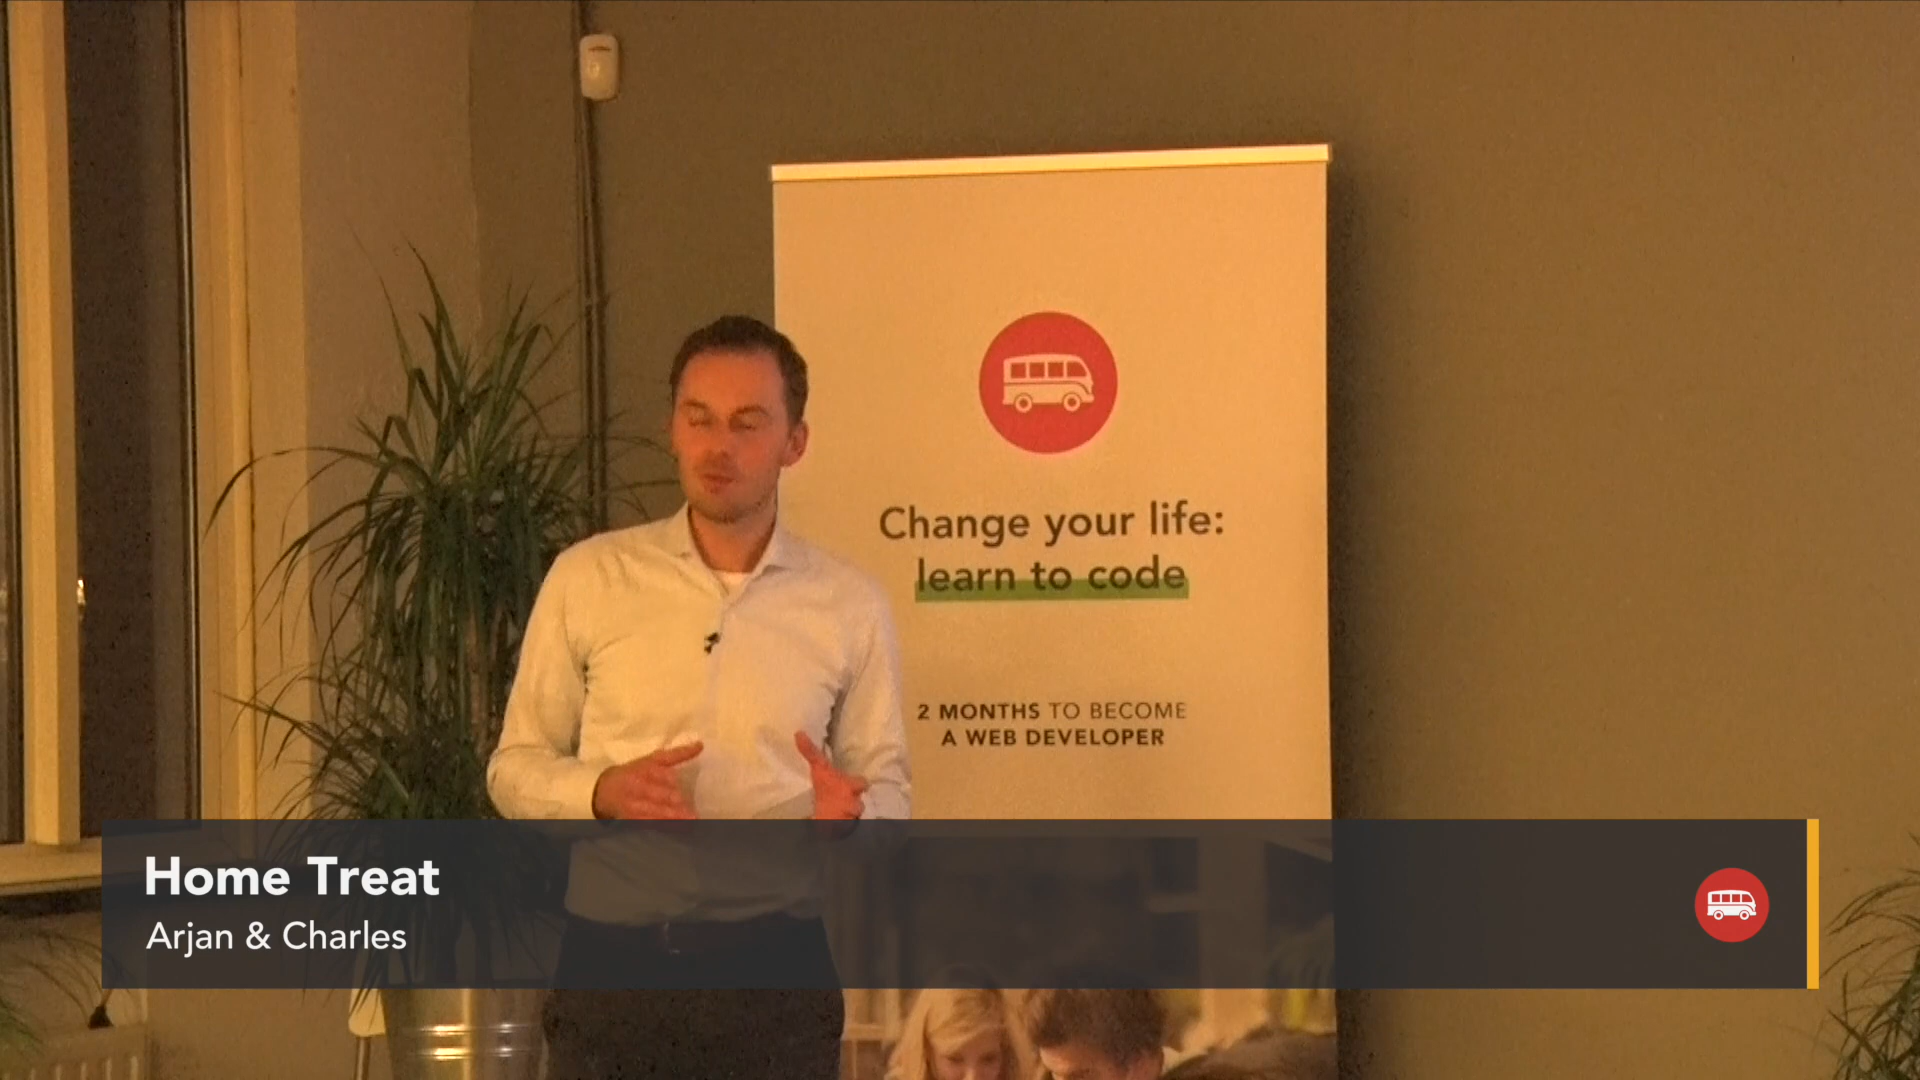 Change your life:
learn to code
2 MONTHS TO BECOME
A WEB DEVELOPER
Home Treat
Arjan & Charles